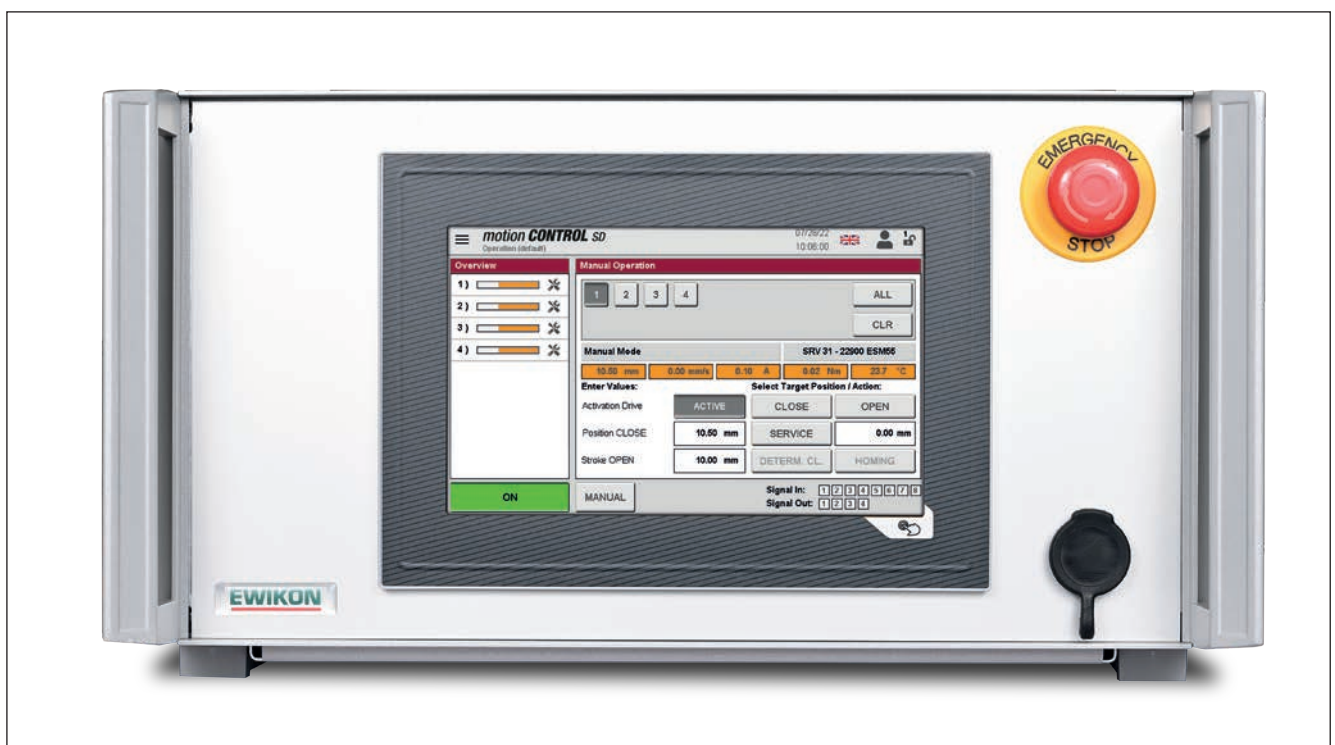 EMERGENCY
STOP
motion CONTROL SD
Operation (default)
07/26/22
10:06:00
Overview
1)
2)
3)
4)
Manual Operation
1 2 3 4 ALL
CLR
Manual Mode SRV 31 - 22900 ESM55
10.50 mm 0.00 mm/s 0.10 A 0.02 Nm 23.7 °C
Enter Values: Select Target Position / Action:
Activation Drive ACTIVE CLOSE OPEN
Position CLOSE 10.50 mm SERVICE 0.00 mm
Stroke OPEN 10.00 mm DETERM. CL. HOMING
ON MANUAL
Signal In: 1 2 3 4 5 6 7 8
Signal Out: 1 2 3 4
EWIKON